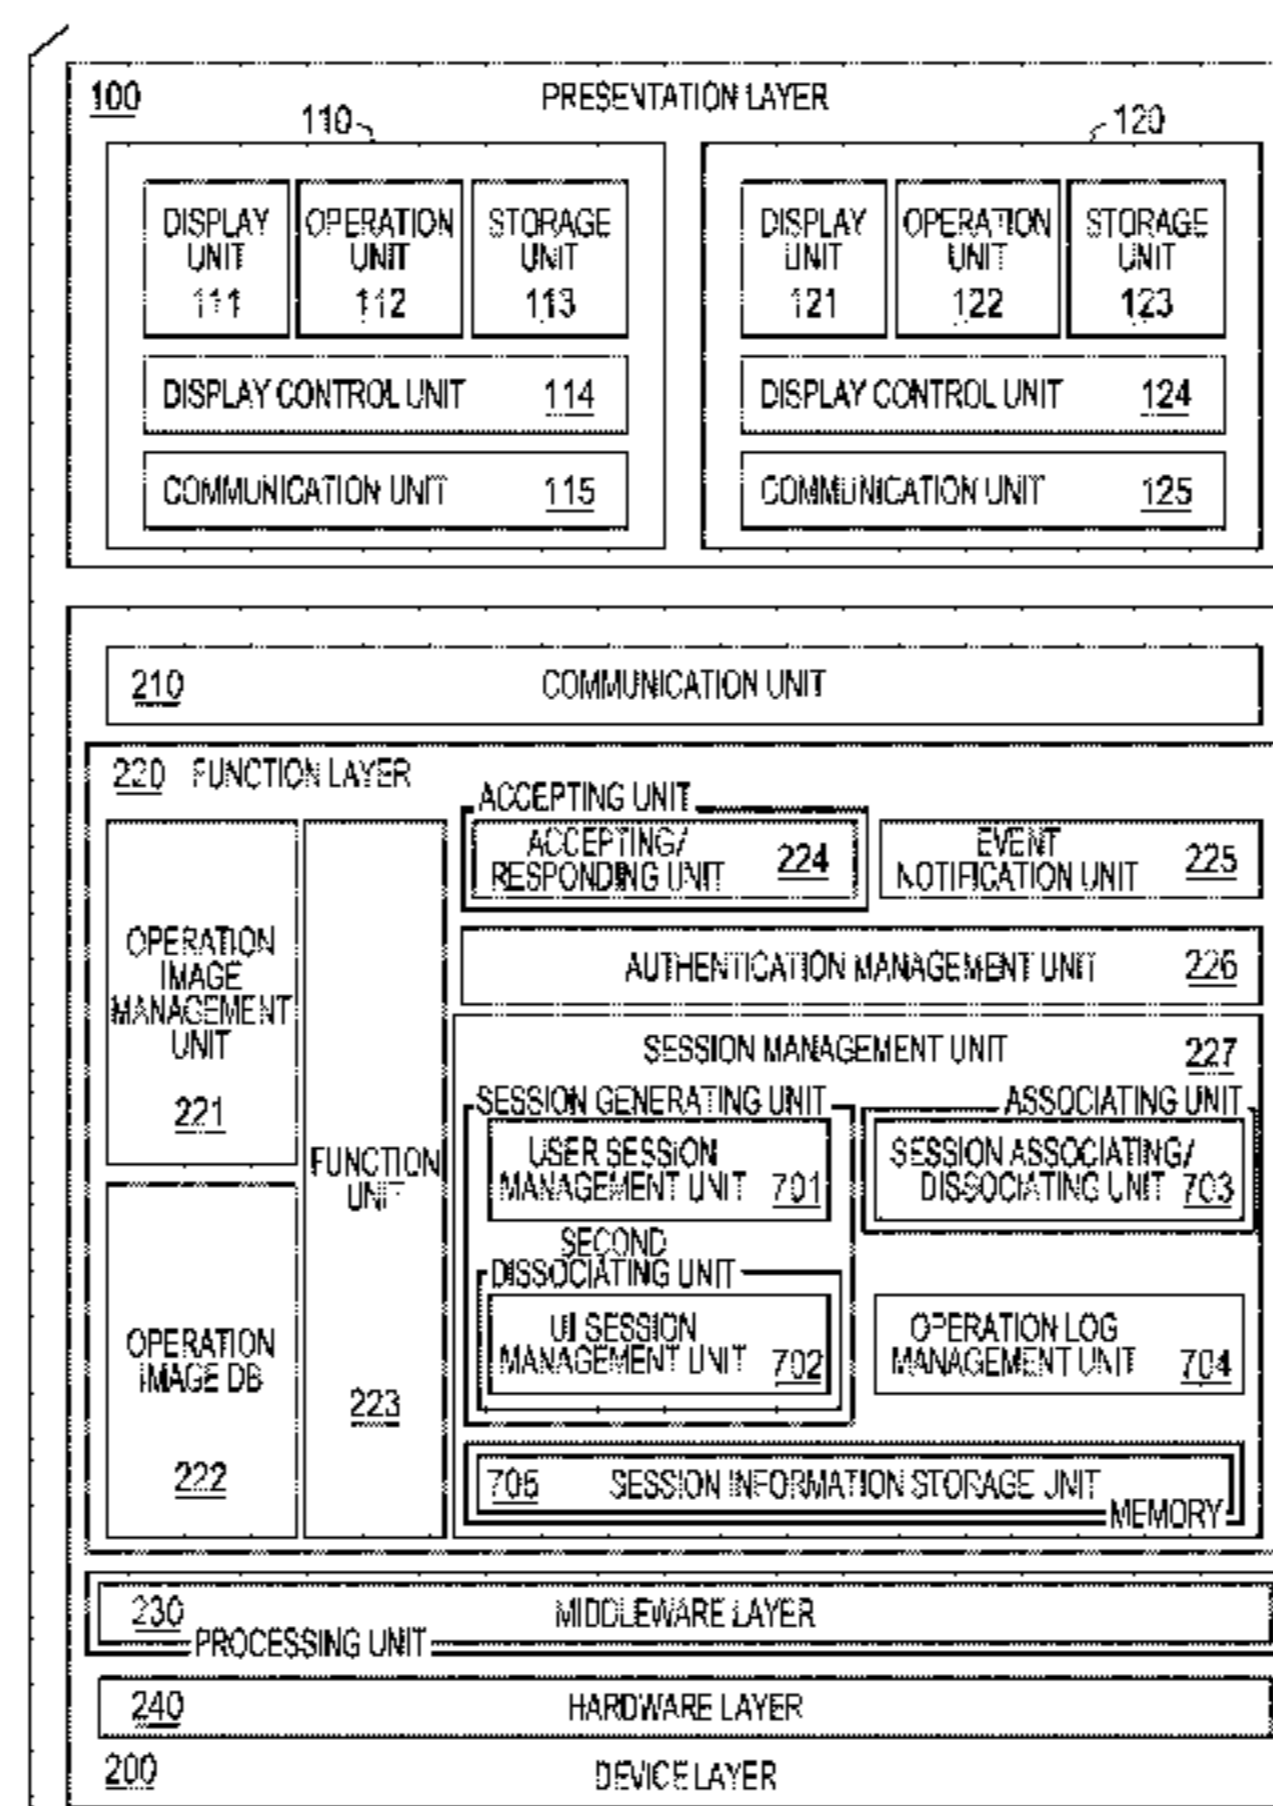 100 PRESENTATION LAYER
110
120
DISPLAY
UNIT
111
OPERATION
UNIT
112
STORAGE
UNIT
113
DISPLAY CONTROL UNIT 114
COMMUNICATION UNIT 115
DISPLAY
UNIT
121
OPERATION
UNIT
122
STORAGE
UNIT
123
DISPLAY CONTROL UNIT 124
COMMUNICATION UNIT 125
210 COMMUNICATION UNIT
220 FUNCTION LAYER
OPERATION
IMAGE
MANAGEMENT
UNIT
221
OPERATION
IMAGE DB
222
FUNCTION
UNIT
223
ACCEPTING UNIT
ACCEPTING/
RESPONDING UNIT 224
EVENT
NOTIFICATION UNIT 225
AUTHENTICATION MANAGEMENT UNIT 226
SESSION MANAGEMENT UNIT 227
SESSION GENERATING UNIT
USER SESSION
MANAGEMENT UNIT 701
SECOND
DISSOCIATING UNIT
UI SESSION
MANAGEMENT UNIT 702
ASSOCIATING UNIT
SESSION ASSOCIATING/
DISSOCIATING UNIT 703
OPERATION LOG
MANAGEMENT UNIT 704
705 SESSION INFORMATION STORAGE UNIT
MEMORY
230 MIDDLEWARE LAYER
PROCESSING UNIT
240 HARDWARE LAYER
200 DEVICE LAYER